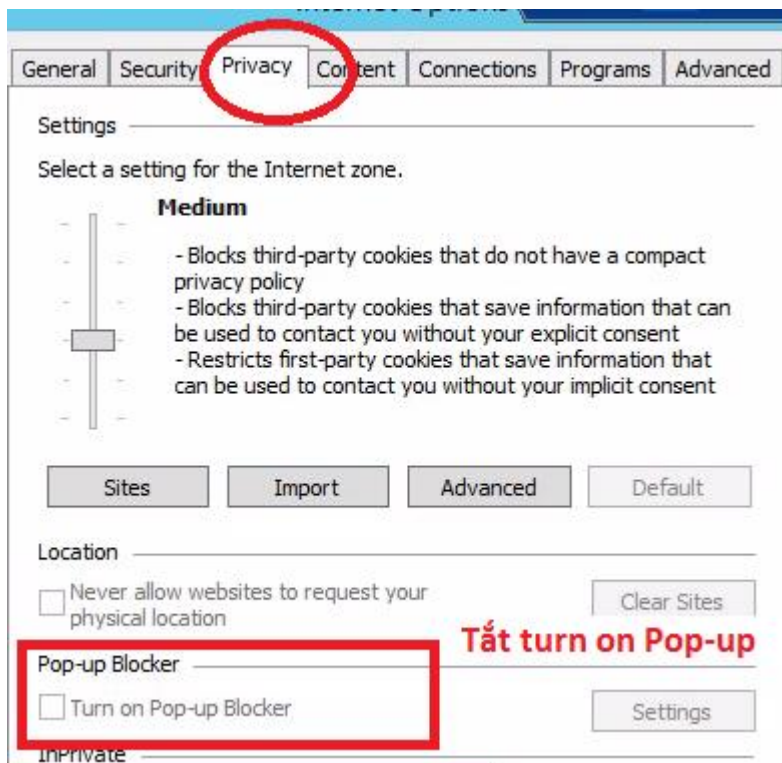 Internet Options
General Security Privacy Content Connections Programs Advanced
Settings
Select a setting for the Internet zone.
Medium
- Blocks third-party cookies that do not have a compact
privacy policy
- Blocks third-party cookies that save information that can
be used to contact you without your explicit consent
- Restricts first-party cookies that save information that
can be used to contact you without your implicit consent
Sites Import Advanced Default
Location
Never allow websites to request your
physical location
Clear Sites
Tắt turn on Pop-up
Pop-up Blocker
Turn on Pop-up Blocker Settings
InPrivate